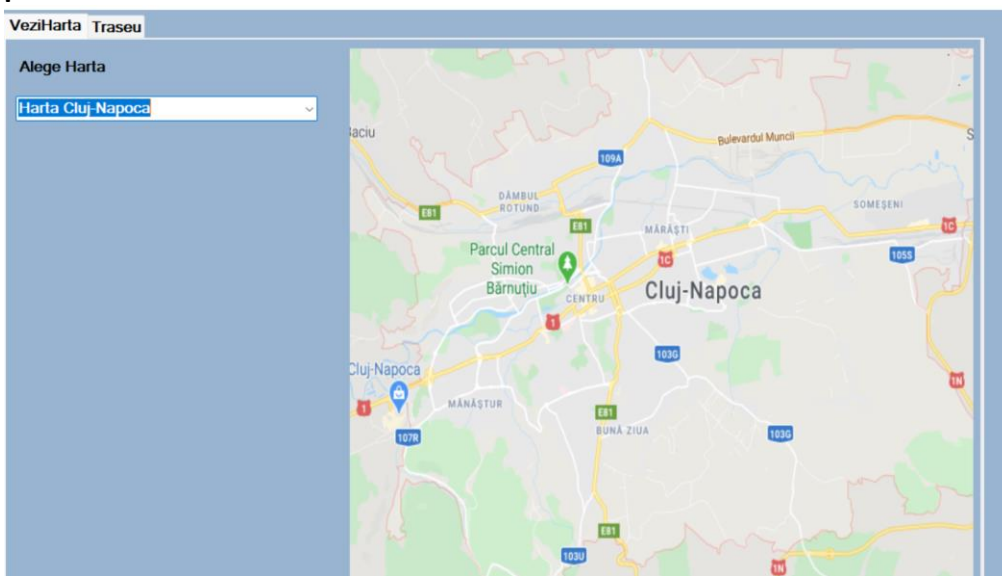 VeziHarta Traseu
Alege Harta
Harta Cluj-Napoca
Bulevardul Muncii
109A
DÂMBUL
ROTUND
SOMEȘENI
E81
E81
1C
MĂRĂȘTI
Parcul Central
Simion
Bărnuțiu
1C
105S
CENTRU
Cluj-Napoca
1
103G
Cluj-Napoca
1N
1
MĂNĂȘTUR
E81
BUNĂ ZIUA
107R
103G
E81
103U
1N